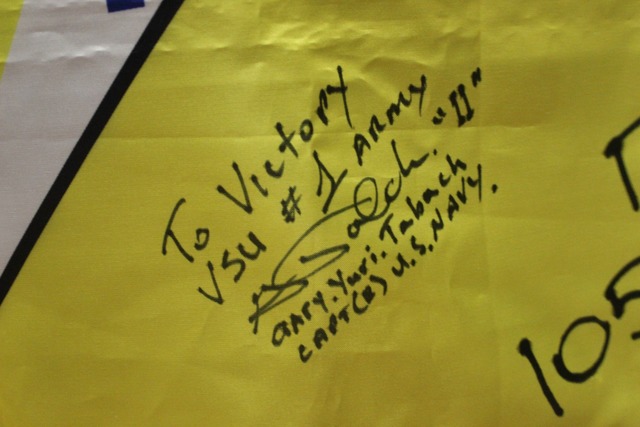 To Victory
VSU #1 ARMY "II"
Gary. Yuri. Tabach
CAPT(R) U.S. NAVY.
105